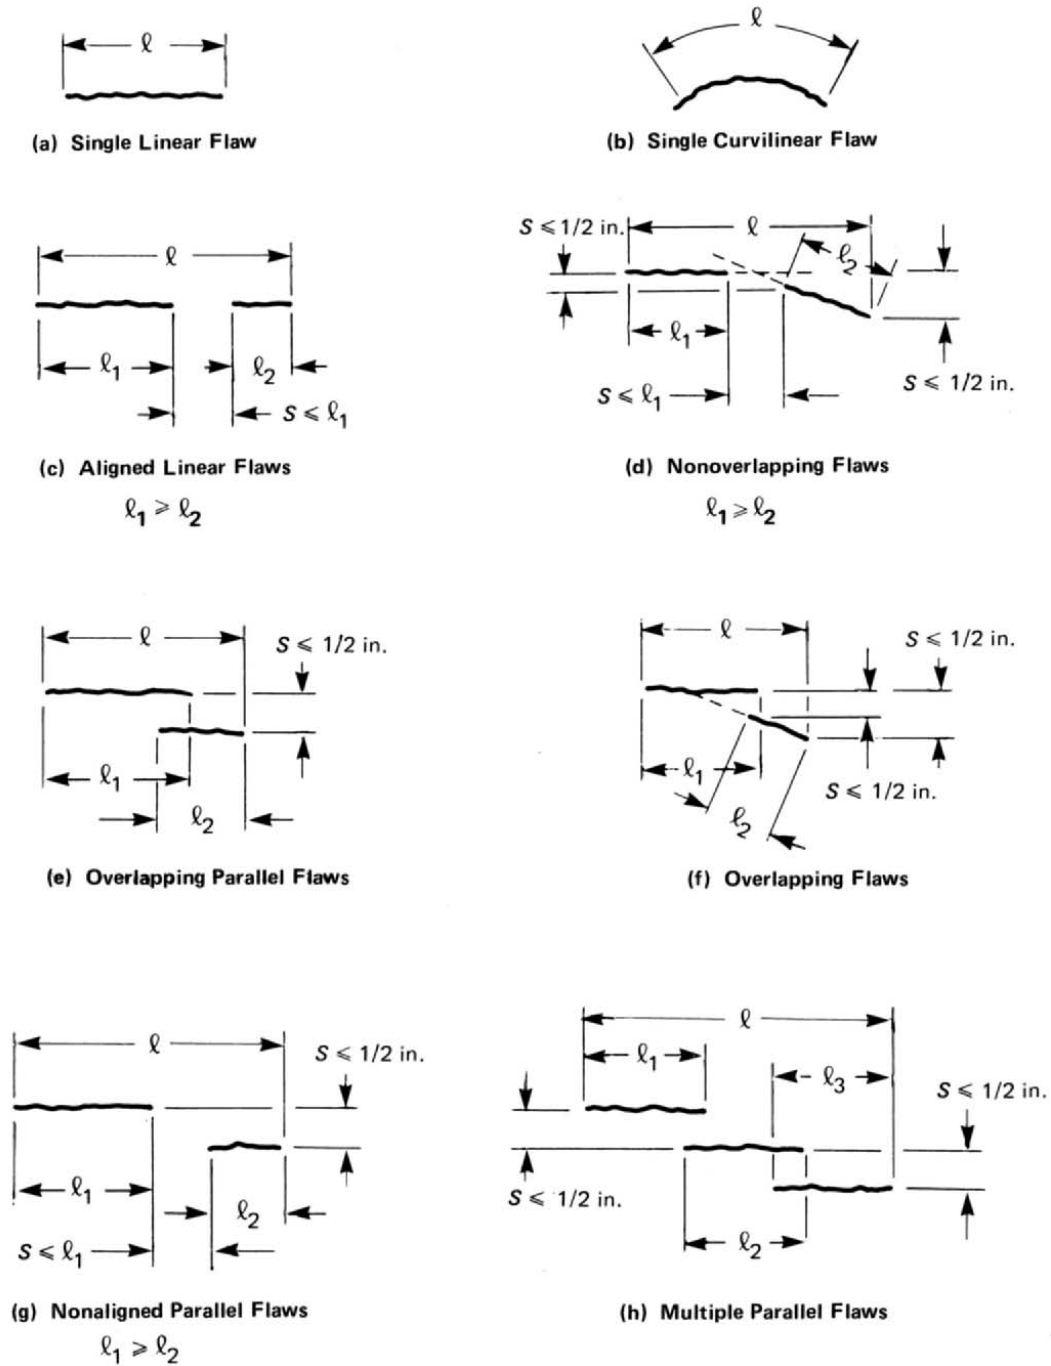 ℓ
(a) Single Linear Flaw
ℓ
(b) Single Curvilinear Flaw
ℓ
ℓ1
ℓ2
S ≤ ℓ1
(c) Aligned Linear Flaws
ℓ1 ≥ ℓ2
S ≤ 1/2 in.
ℓ
ℓ2
ℓ1
S ≤ 1/2 in.
S ≤ ℓ1
(d) Nonoverlapping Flaws
ℓ1 ≥ ℓ2
ℓ
S ≤ 1/2 in.
ℓ1
ℓ2
(e) Overlapping Parallel Flaws
ℓ
S ≤ 1/2 in.
ℓ1
S ≤ 1/2 in.
ℓ2
(f) Overlapping Flaws
ℓ
S ≤ 1/2 in.
ℓ1
ℓ2
S ≤ ℓ1
(g) Nonaligned Parallel Flaws
ℓ1 ≥ ℓ2
ℓ
ℓ1
ℓ3
S ≤ 1/2 in.
S ≤ 1/2 in.
ℓ2
(h) Multiple Parallel Flaws